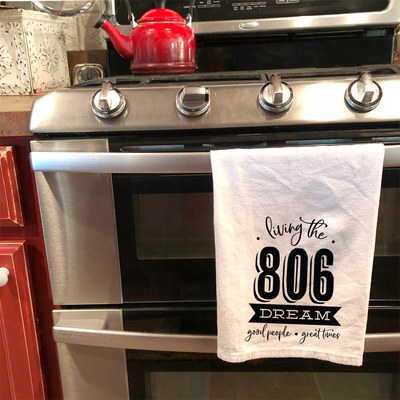 living the
806
DREAM
good people • great times